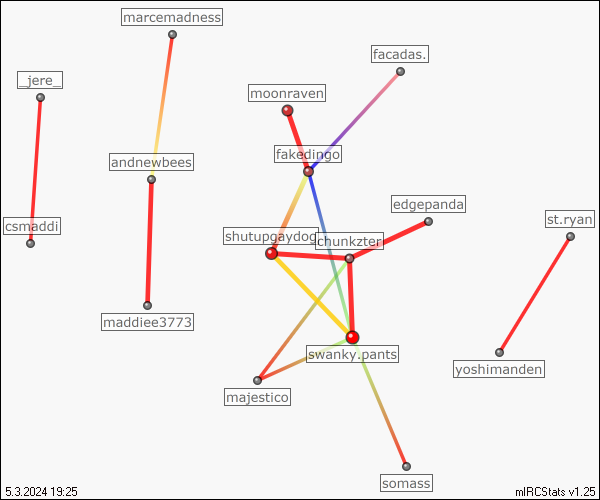 marcemadness
facadas.
_jere_
moonraven
fakedingo
andnewbees
edgepanda
csmaddi
st.ryan
shutupgaydog
chunkzter
maddiee3773
swanky.pants
yoshimanden
majestico
somass
5.3.2024 19:25
mIRCStats v1.25